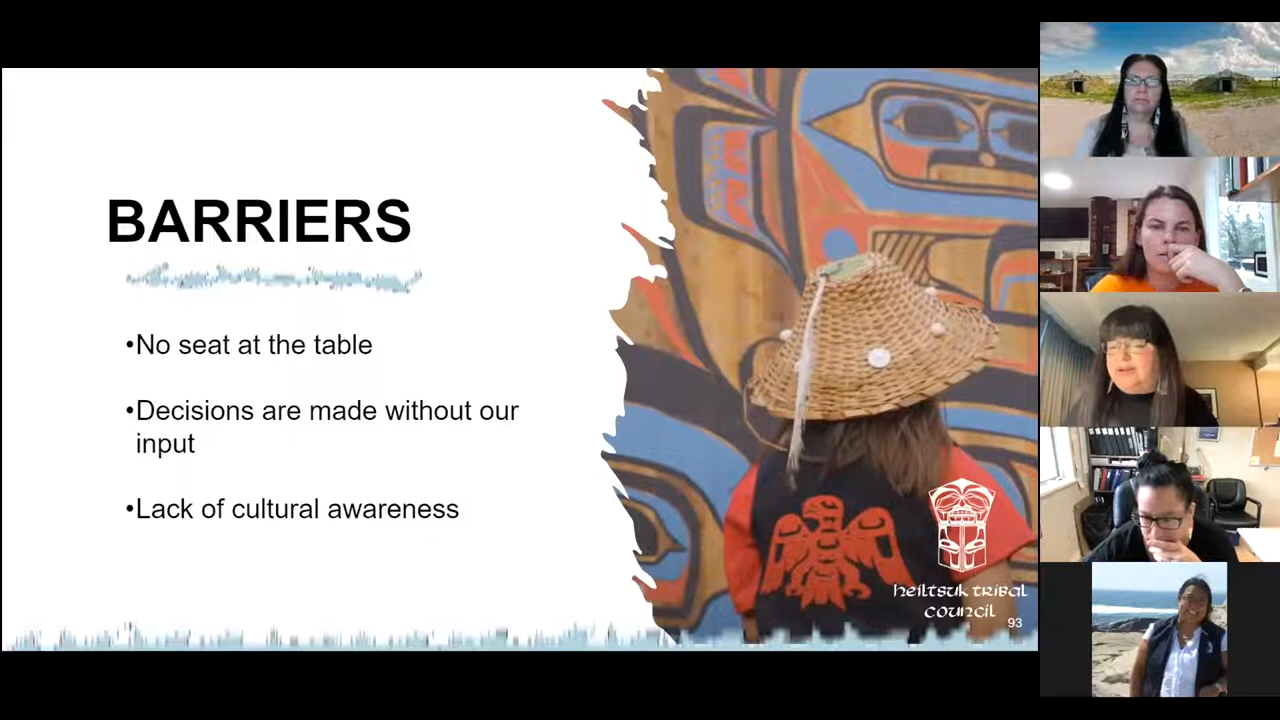 BARRIERS
•No seat at the table
•Decisions are made without our
input
•Lack of cultural awareness
HEILTSUK TRIBAL
COUNCIL
93